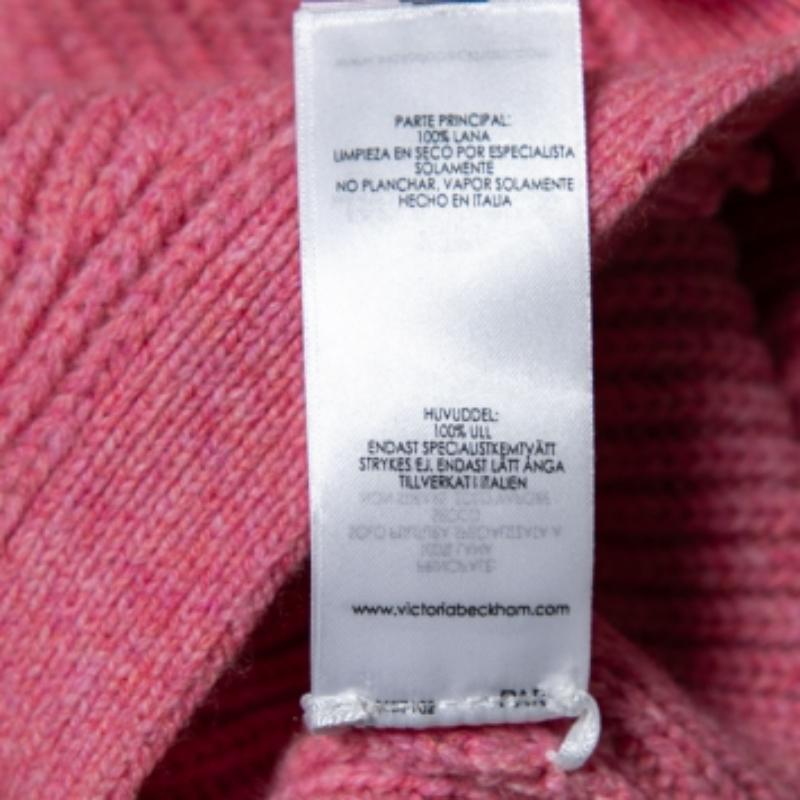 PARTE PRINCIPAL:
100% LANA
LIMPIEZA EN SECO POR ESPECIALISTA
SOLAMENTE
NO PLANCHAR, VAPOR SOLAMENTE
HECHO EN ITALIA
HUVUDDEL:
100% ULL
ENDAST SPECIALISTKEMTVÄTT
STRYKES EJ, ENDAST LÄTT ÅNGA
TILLVERKAT I ITALIEN
www.victoriabeckham.com